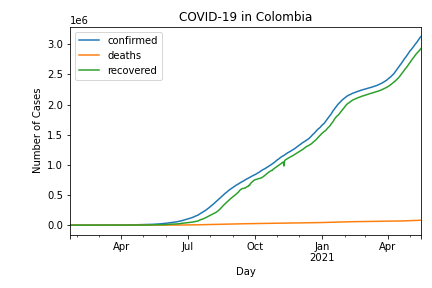 COVID-19 in Colombia
1e6
confirmed
deaths
recovered
3.0
2.5
2.0
1.5
1.0
0.5
0.0
Number of Cases
Apr Jul Oct Jan Apr
2021
Day